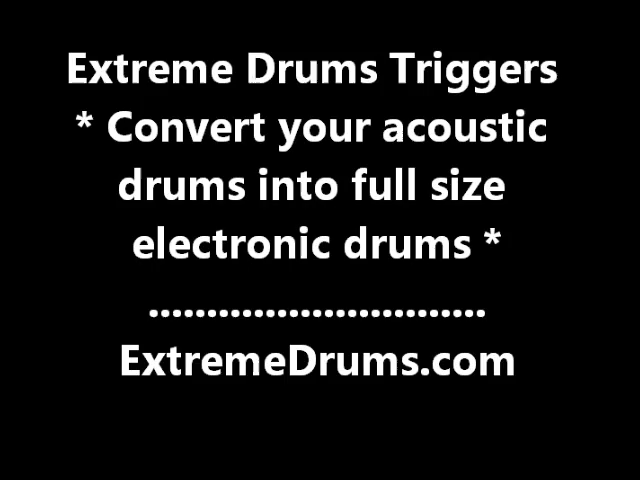 Extreme Drums Triggers
* Convert your acoustic
drums into full size
electronic drums *
.............................
ExtremeDrums.com